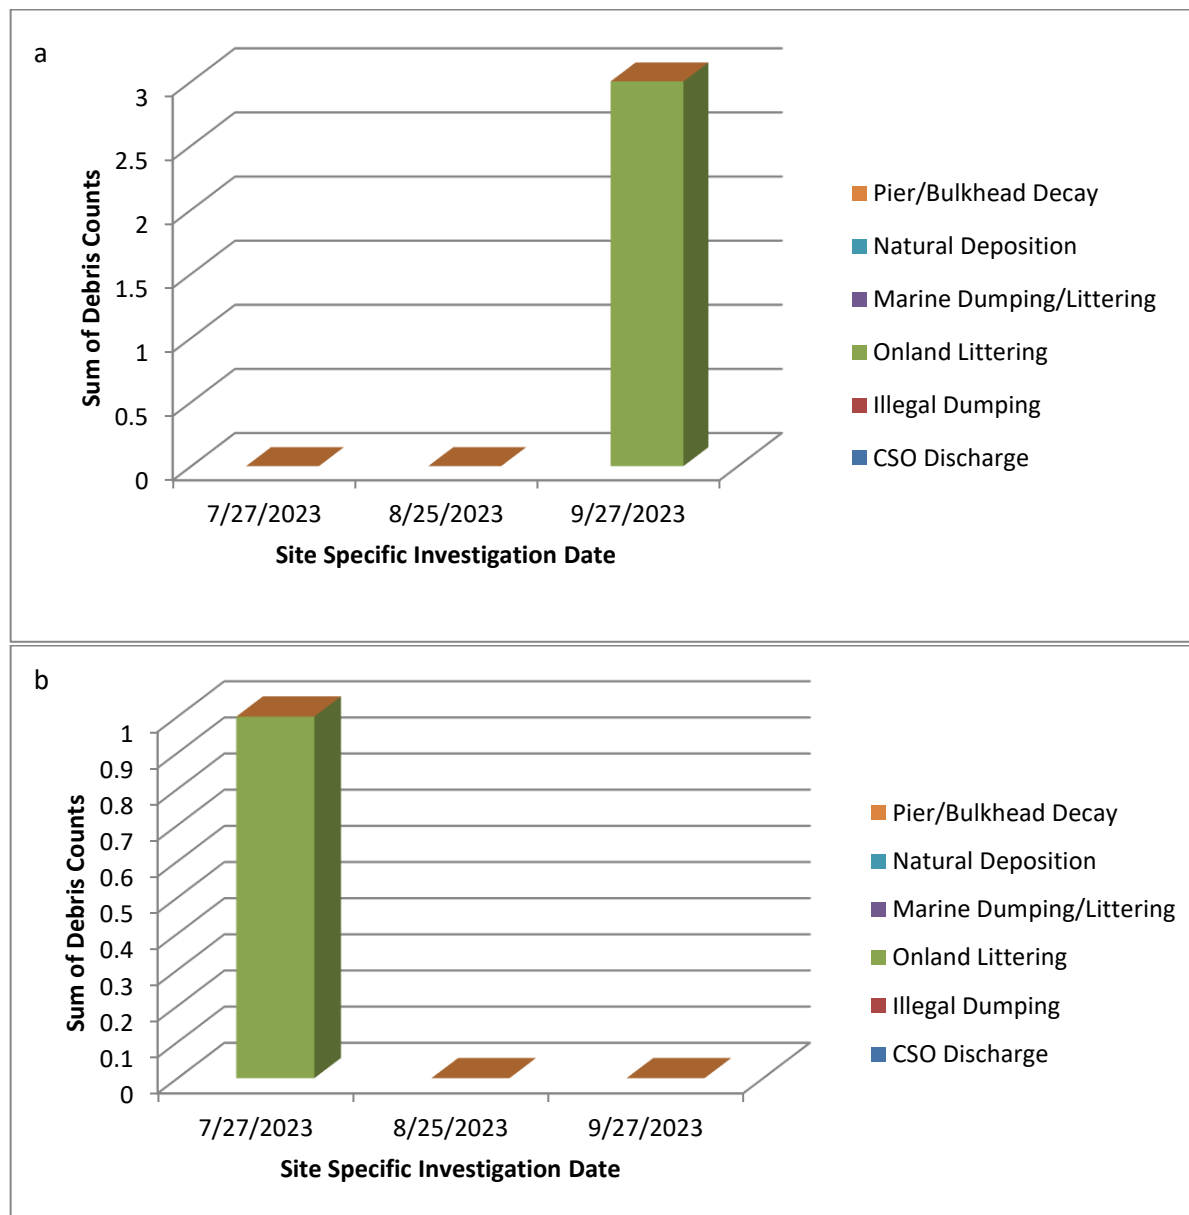 a
3
2.5
2
1.5
1
0.5
0
Sum of Debris Counts
7/27/2023 8/25/2023 9/27/2023
Site Specific Investigation Date
Pier/Bulkhead Decay
Natural Deposition
Marine Dumping/Littering
Onland Littering
Illegal Dumping
CSO Discharge
b
1
0.9
0.8
0.7
0.6
0.5
0.4
0.3
0.2
0.1
0
Sum of Debris Counts
7/27/2023 8/25/2023 9/27/2023
Site Specific Investigation Date
Pier/Bulkhead Decay
Natural Deposition
Marine Dumping/Littering
Onland Littering
Illegal Dumping
CSO Discharge